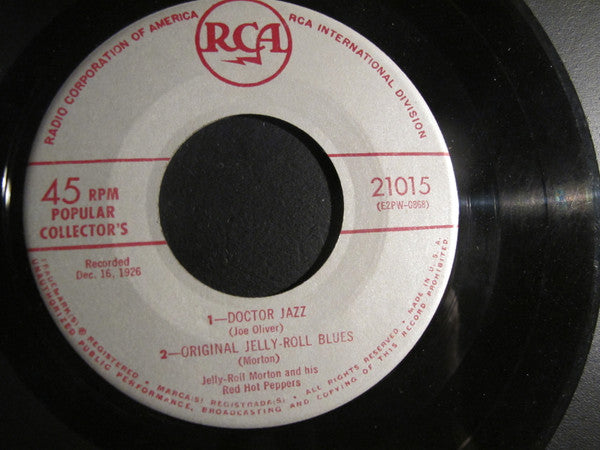 RADIO CORPORATION OF AMERICA
RCA
RCA INTERNATIONAL DIVISION
45 RPM
POPULAR
COLLECTOR'S
21015
(E2PW-0868)
Recorded
Dec. 16, 1926
1—DOCTOR JAZZ
(Joe Oliver)
2—ORIGINAL JELLY-ROLL BLUES
(Morton)
Jelly-Roll Morton and his
Red Hot Peppers
TRADEMARK(S) ® REGISTERED • MARCA(S) REGISTRADA(S) • ALL RIGHTS RESERVED • MADE IN U. S. A.
UNAUTHORIZED PUBLIC PERFORMANCE, BROADCASTING AND COPYING OF THIS RECORD PROHIBITED